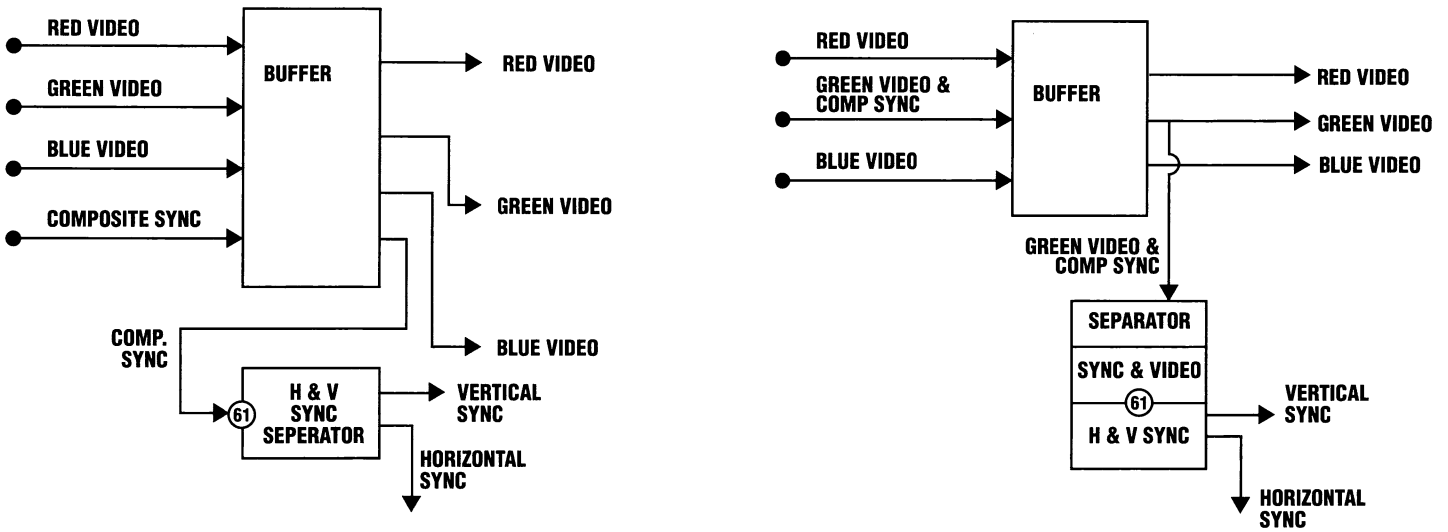 RED VIDEO
GREEN VIDEO
BLUE VIDEO
COMPOSITE SYNC
BUFFER
RED VIDEO
GREEN VIDEO
BLUE VIDEO
COMP.
SYNC
61
H & V
SYNC
SEPERATOR
VERTICAL
SYNC
HORIZONTAL
SYNC
RED VIDEO
GREEN VIDEO &
COMP SYNC
BLUE VIDEO
BUFFER
RED VIDEO
GREEN VIDEO
BLUE VIDEO
GREEN VIDEO &
COMP SYNC
SEPARATOR
SYNC & VIDEO
61
H & V SYNC
VERTICAL
SYNC
HORIZONTAL
SYNC